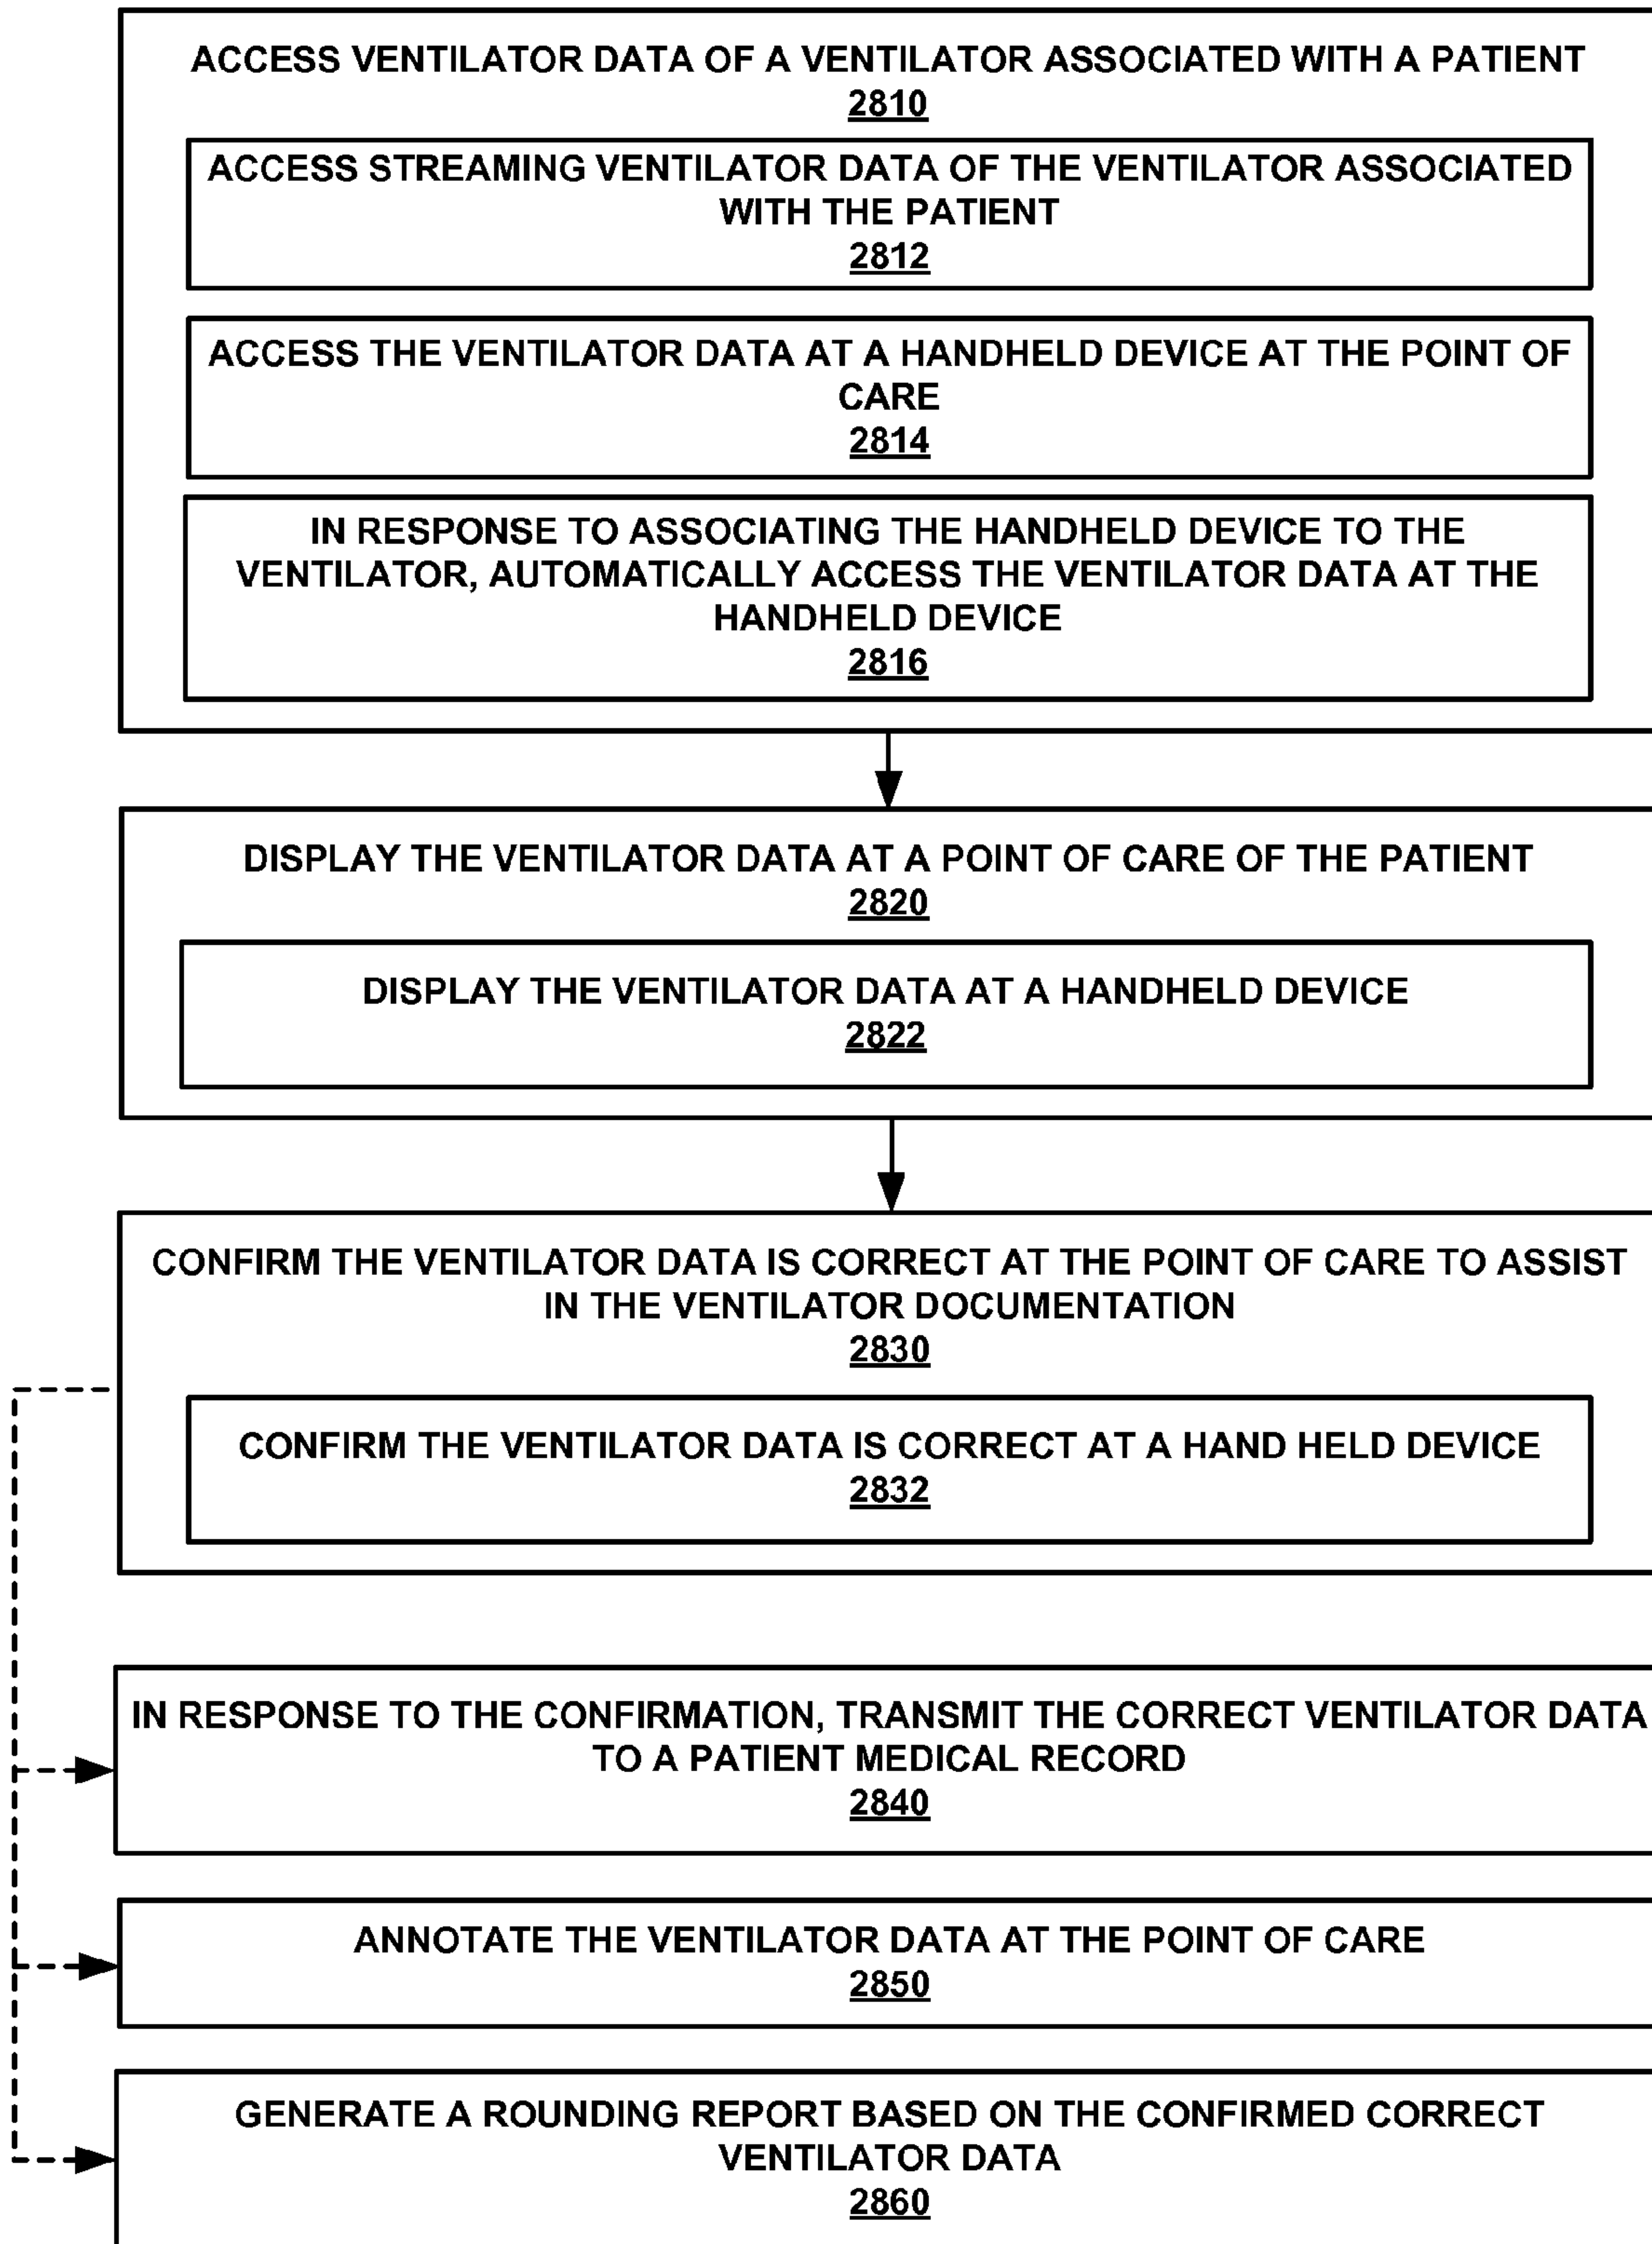 ACCESS VENTILATOR DATA OF A VENTILATOR ASSOCIATED WITH A PATIENT
2810
ACCESS STREAMING VENTILATOR DATA OF THE VENTILATOR ASSOCIATED
WITH THE PATIENT
2812
ACCESS THE VENTILATOR DATA AT A HANDHELD DEVICE AT THE POINT OF
CARE
2814
IN RESPONSE TO ASSOCIATING THE HANDHELD DEVICE TO THE
VENTILATOR, AUTOMATICALLY ACCESS THE VENTILATOR DATA AT THE
HANDHELD DEVICE
2816
DISPLAY THE VENTILATOR DATA AT A POINT OF CARE OF THE PATIENT
2820
DISPLAY THE VENTILATOR DATA AT A HANDHELD DEVICE
2822
CONFIRM THE VENTILATOR DATA IS CORRECT AT THE POINT OF CARE TO ASSIST
IN THE VENTILATOR DOCUMENTATION
2830
CONFIRM THE VENTILATOR DATA IS CORRECT AT A HAND HELD DEVICE
2832
IN RESPONSE TO THE CONFIRMATION, TRANSMIT THE CORRECT VENTILATOR DATA
TO A PATIENT MEDICAL RECORD
2840
ANNOTATE THE VENTILATOR DATA AT THE POINT OF CARE
2850
GENERATE A ROUNDING REPORT BASED ON THE CONFIRMED CORRECT
VENTILATOR DATA
2860